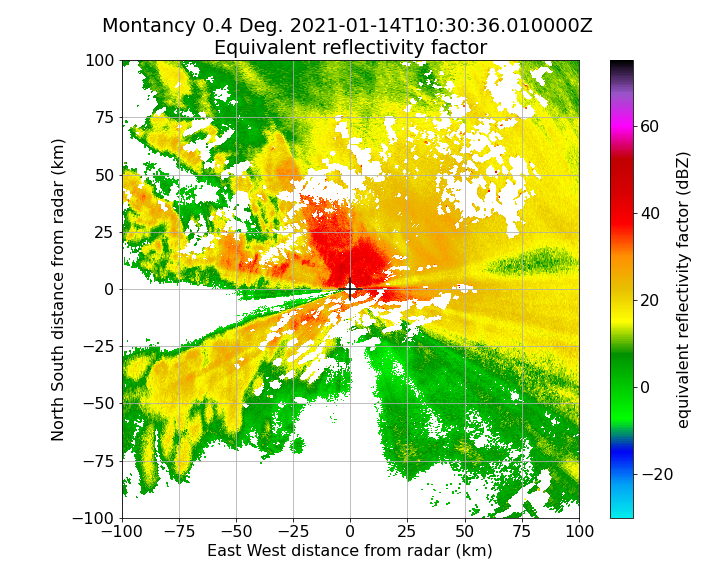 Montancy 0.4 Deg. 2021-01-14T10:30:36.010000Z
Equivalent reflectivity factor
100
75
50
25
0
−25
−50
−75
−100
North South distance from radar (km)
−100 −75 −50 −25 0 25 50 75 100
East West distance from radar (km)
60
40
20
0
−20
equivalent reflectivity factor (dBZ)